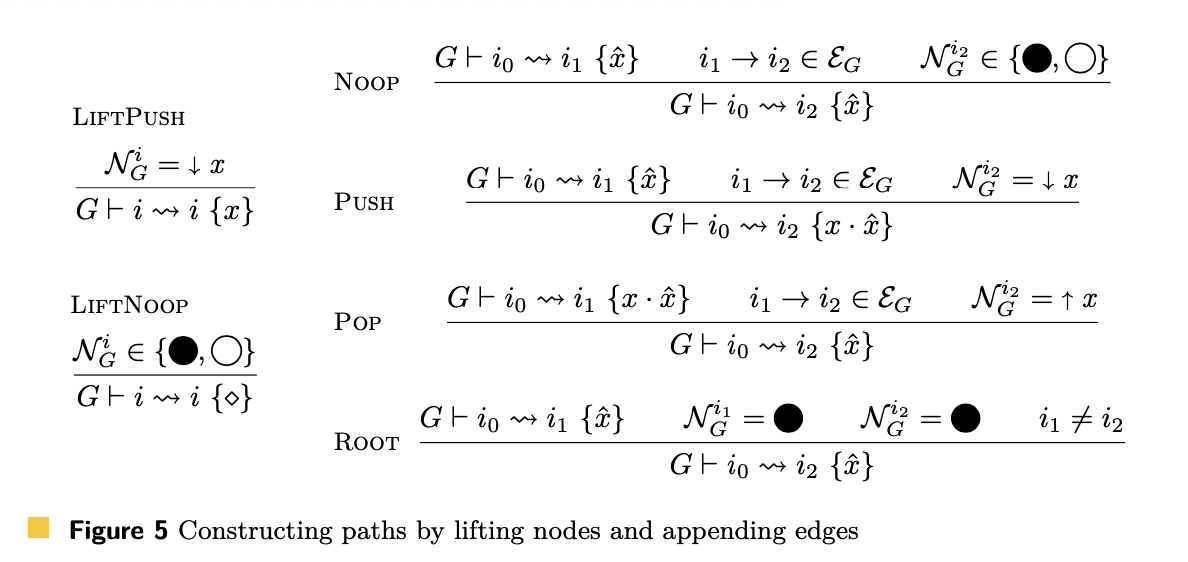 LIFTPUSH
𝒩_G^i = ↓ x
G ⊢ i ⇝ i {x}
LIFTNOOP
𝒩_G^i ∈ {●, ○}
G ⊢ i ⇝ i {⋄}
NOOP
G ⊢ i₀ ⇝ i₁ {x̂} i₁ → i₂ ∈ ℰ_G 𝒩_G^{i₂} ∈ {●, ○}
G ⊢ i₀ ⇝ i₂ {x̂}
PUSH
G ⊢ i₀ ⇝ i₁ {x̂} i₁ → i₂ ∈ ℰ_G 𝒩_G^{i₂} = ↓ x
G ⊢ i₀ ⇝ i₂ {x · x̂}
POP
G ⊢ i₀ ⇝ i₁ {x · x̂} i₁ → i₂ ∈ ℰ_G 𝒩_G^{i₂} = ↑ x
G ⊢ i₀ ⇝ i₂ {x̂}
ROOT
G ⊢ i₀ ⇝ i₁ {x̂} 𝒩_G^{i₁} = ● 𝒩_G^{i₂} = ● i₁ ≠ i₂
G ⊢ i₀ ⇝ i₂ {x̂}
Figure 5 Constructing paths by lifting nodes and appending edges